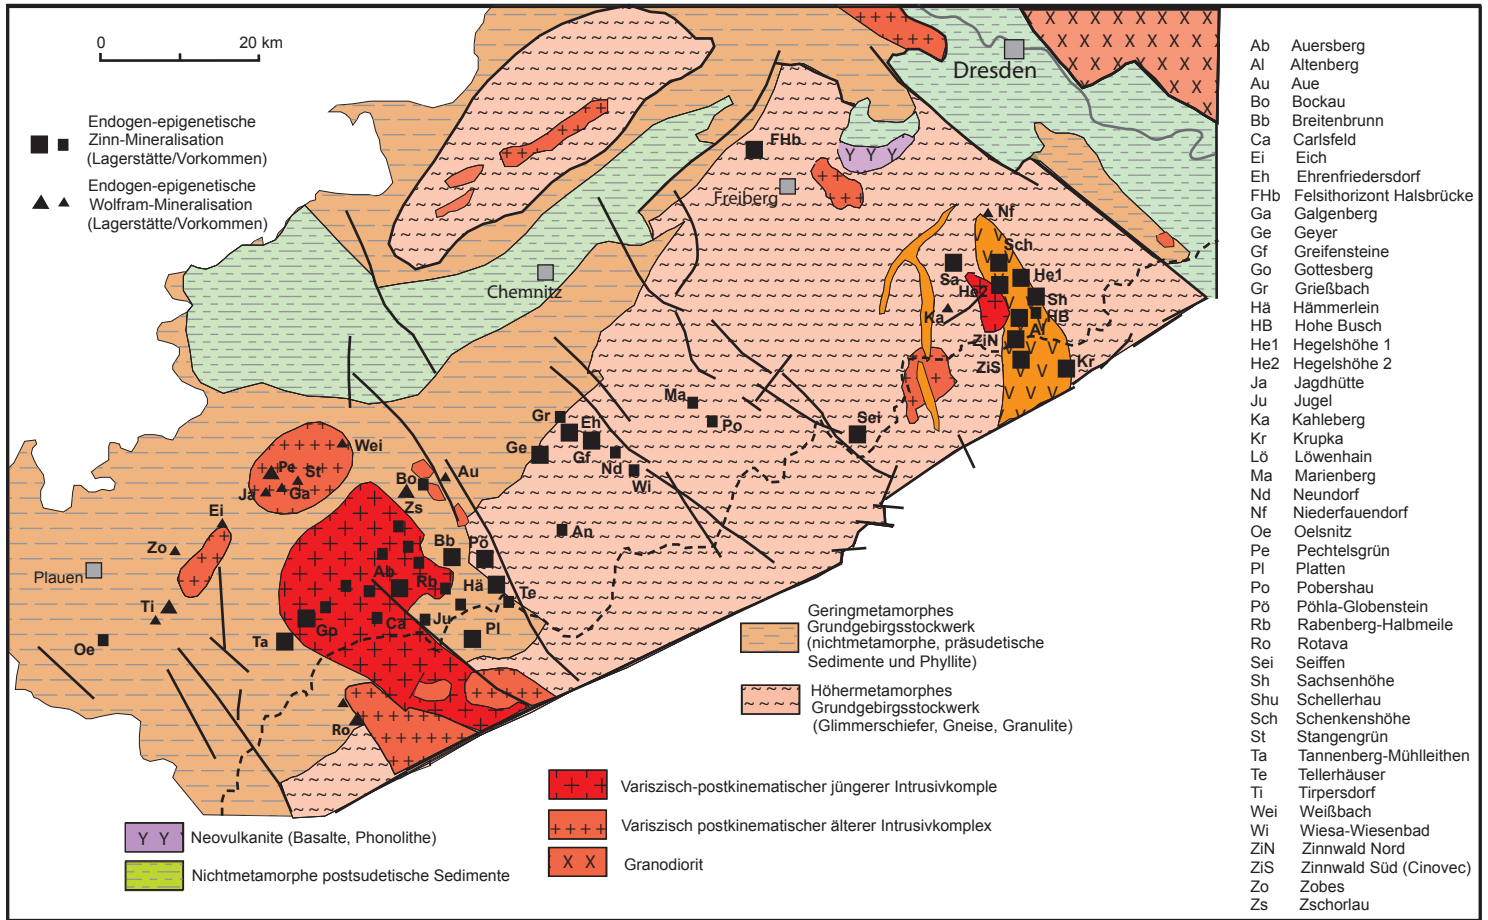 0 20 km
Endogen-epigenetische
Zinn-Mineralisation
(Lagerstätte/Vorkommen)
Endogen-epigenetische
Wolfram-Mineralisation
(Lagerstätte/Vorkommen)
Dresden
FHb
Freiberg
Chemnitz
Nf
Sch
Sa
He1
He2
Sh
HB
Ka
Al
ZiN
ZiS
Kr
Ma
Po
Sei
Gr
Eh
Ge
Gf
Nd
Wi
An
Wei
Pe
St
Ja
Ga
Bo
Au
Zs
Ei
Zo
Plauen
Ti
Oe
Bb
Pö
Ab
Rb
Hä
Te
Ta
Go
Ca
Ju
Pl
Ro
Geringmetamorphes
Grundgebirgsstockwerk
(nichtmetamorphe, präsudetische
Sedimente und Phyllite)
Höhermetamorphes
Grundgebirgsstockwerk
(Glimmerschiefer, Gneise, Granulite)
Variszisch-postkinematischer jüngerer Intrusivkomple
Variszisch postkinematischer älterer Intrusivkomplex
X X Granodiorit
Y Y Neovulkanite (Basalte, Phonolithe)
Nichtmetamorphe postsudetische Sedimente
Ab Auersberg
Al Altenberg
Au Aue
Bo Bockau
Bb Breitenbrunn
Ca Carlsfeld
Ei Eich
Eh Ehrenfriedersdorf
FHb Felsithorizont Halsbrücke
Ga Galgenberg
Ge Geyer
Gf Greifensteine
Go Gottesberg
Gr Grießbach
Hä Hämmerlein
HB Hohe Busch
He1 Hegelshöhe 1
He2 Hegelshöhe 2
Ja Jagdhütte
Ju Jugel
Ka Kahleberg
Kr Krupka
Lö Löwenhain
Ma Marienberg
Nd Neundorf
Nf Niederfauendorf
Oe Oelsnitz
Pe Pechtelsgrün
Pl Platten
Po Pobershau
Pö Pöhla-Globenstein
Rb Rabenberg-Halbmeile
Ro Rotava
Sei Seiffen
Sh Sachsenhöhe
Shu Schellerhau
Sch Schenkenshöhe
St Stangengrün
Ta Tannenberg-Mühlleithen
Te Tellerhäuser
Ti Tirpersdorf
Wei Weißbach
Wi Wiesa-Wiesenbad
ZiN Zinnwald Nord
ZiS Zinnwald Süd (Cinovec)
Zo Zobes
Zs Zschorlau